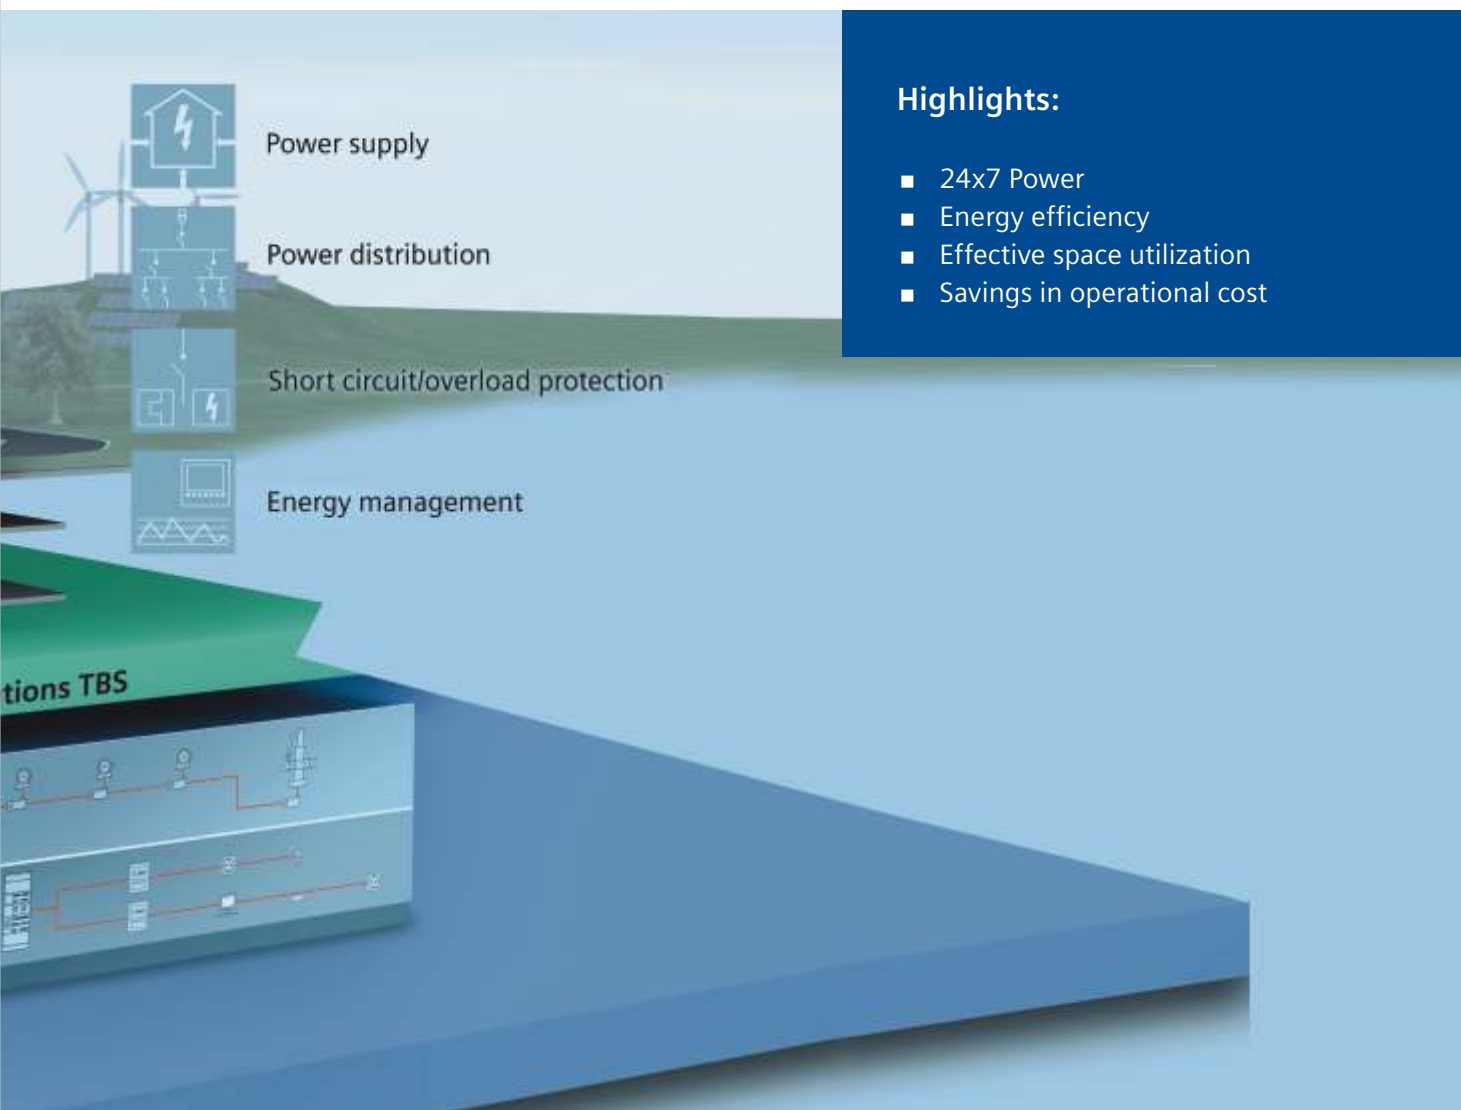 Highlights:
■ 24x7 Power
■ Energy efficiency
■ Effective space utilization
■ Savings in operational cost
Power supply
Power distribution
Short circuit/overload protection
Energy management
tions TBS